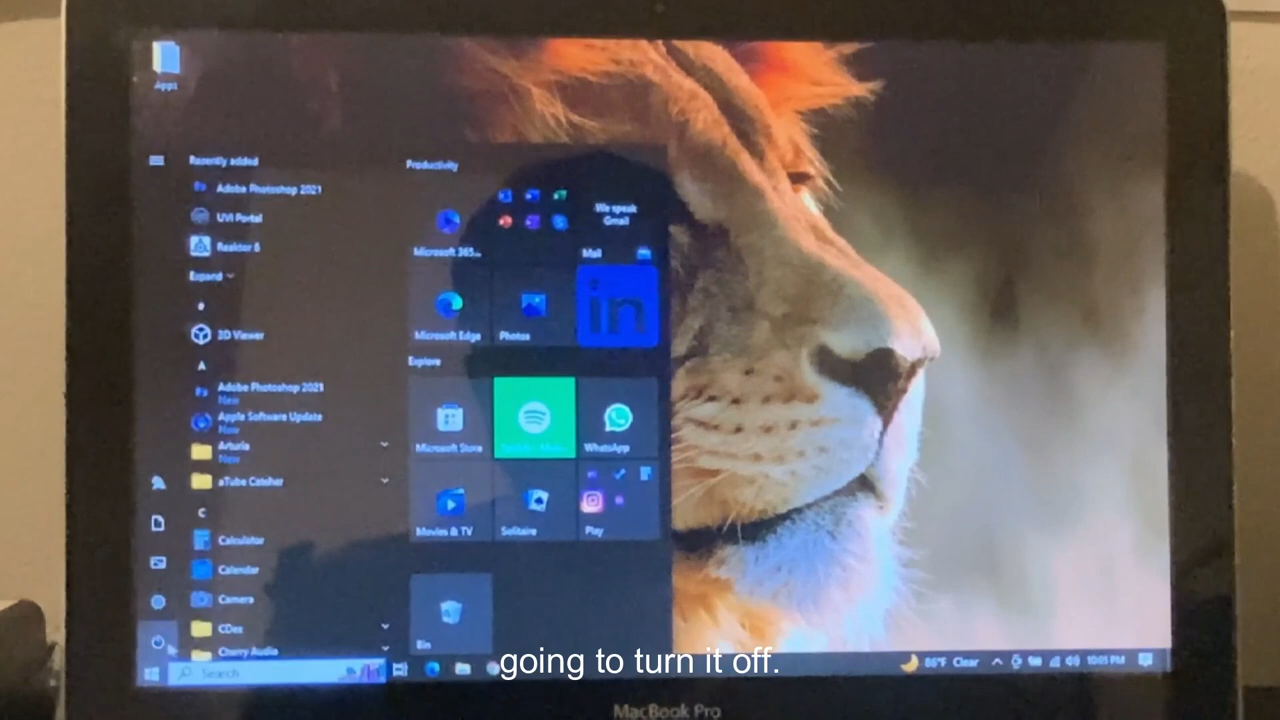 Apps
Recently added
Adobe Photoshop 2021
UVI Portal
Reaktor 6
Expand
#
3D Viewer
A
Adobe Photoshop 2021
New
Apple Software Update
New
Arturia
New
aTube Catcher
C
Calculator
Calendar
Camera
CDex
Cherry Audio
Productivity
Microsoft 365...
We speak
Gmail
Mail
Microsoft Edge
Photos
in
Explore
Microsoft Store
WhatsApp
Movies & TV
Solitaire
Play
Bin
Search
86°F Clear
10:05 PM
going to turn it off.
MacBook Pro